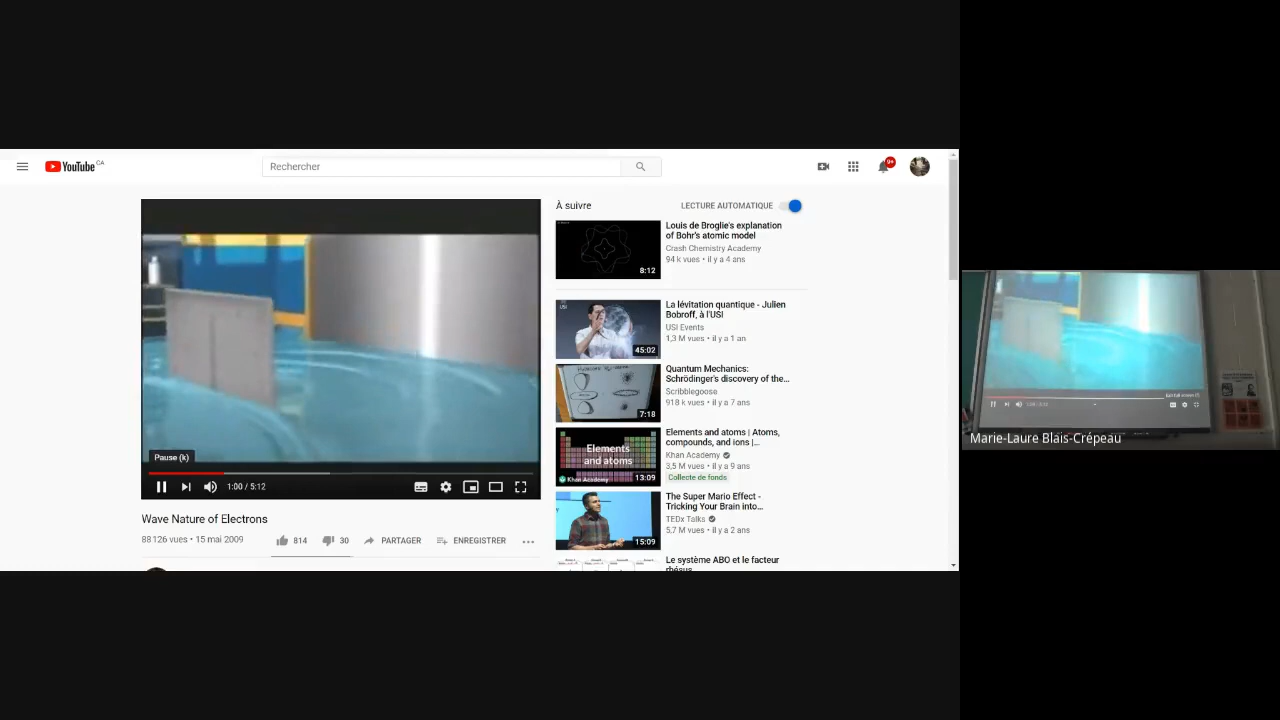 YouTube CA
Rechercher
9+
Pause (k)
1:00 / 5:12
Wave Nature of Electrons
88 126 vues • 15 mai 2009
814
30
PARTAGER
ENREGISTRER
À suivre
LECTURE AUTOMATIQUE
8:12
Louis de Broglie's explanation
of Bohr's atomic model
Crash Chemistry Academy
94 k vues • il y a 4 ans
USI
45:02
La lévitation quantique - Julien
Bobroff, à l'USI
USI Events
1,3 M vues • il y a 1 an
7:18
Quantum Mechanics:
Schrödinger's discovery of the...
Scribblegoose
918 k vues • il y a 7 ans
Elements
and atoms
Khan Academy
13:09
Elements and atoms | Atoms,
compounds, and ions |...
Khan Academy
3,5 M vues • il y a 9 ans
Collecte de fonds
15:09
The Super Mario Effect -
Tricking Your Brain into...
TEDx Talks
5,7 M vues • il y a 2 ans
Le système ABO et le facteur
rhésus
Marie-Laure Blais-Crépeau